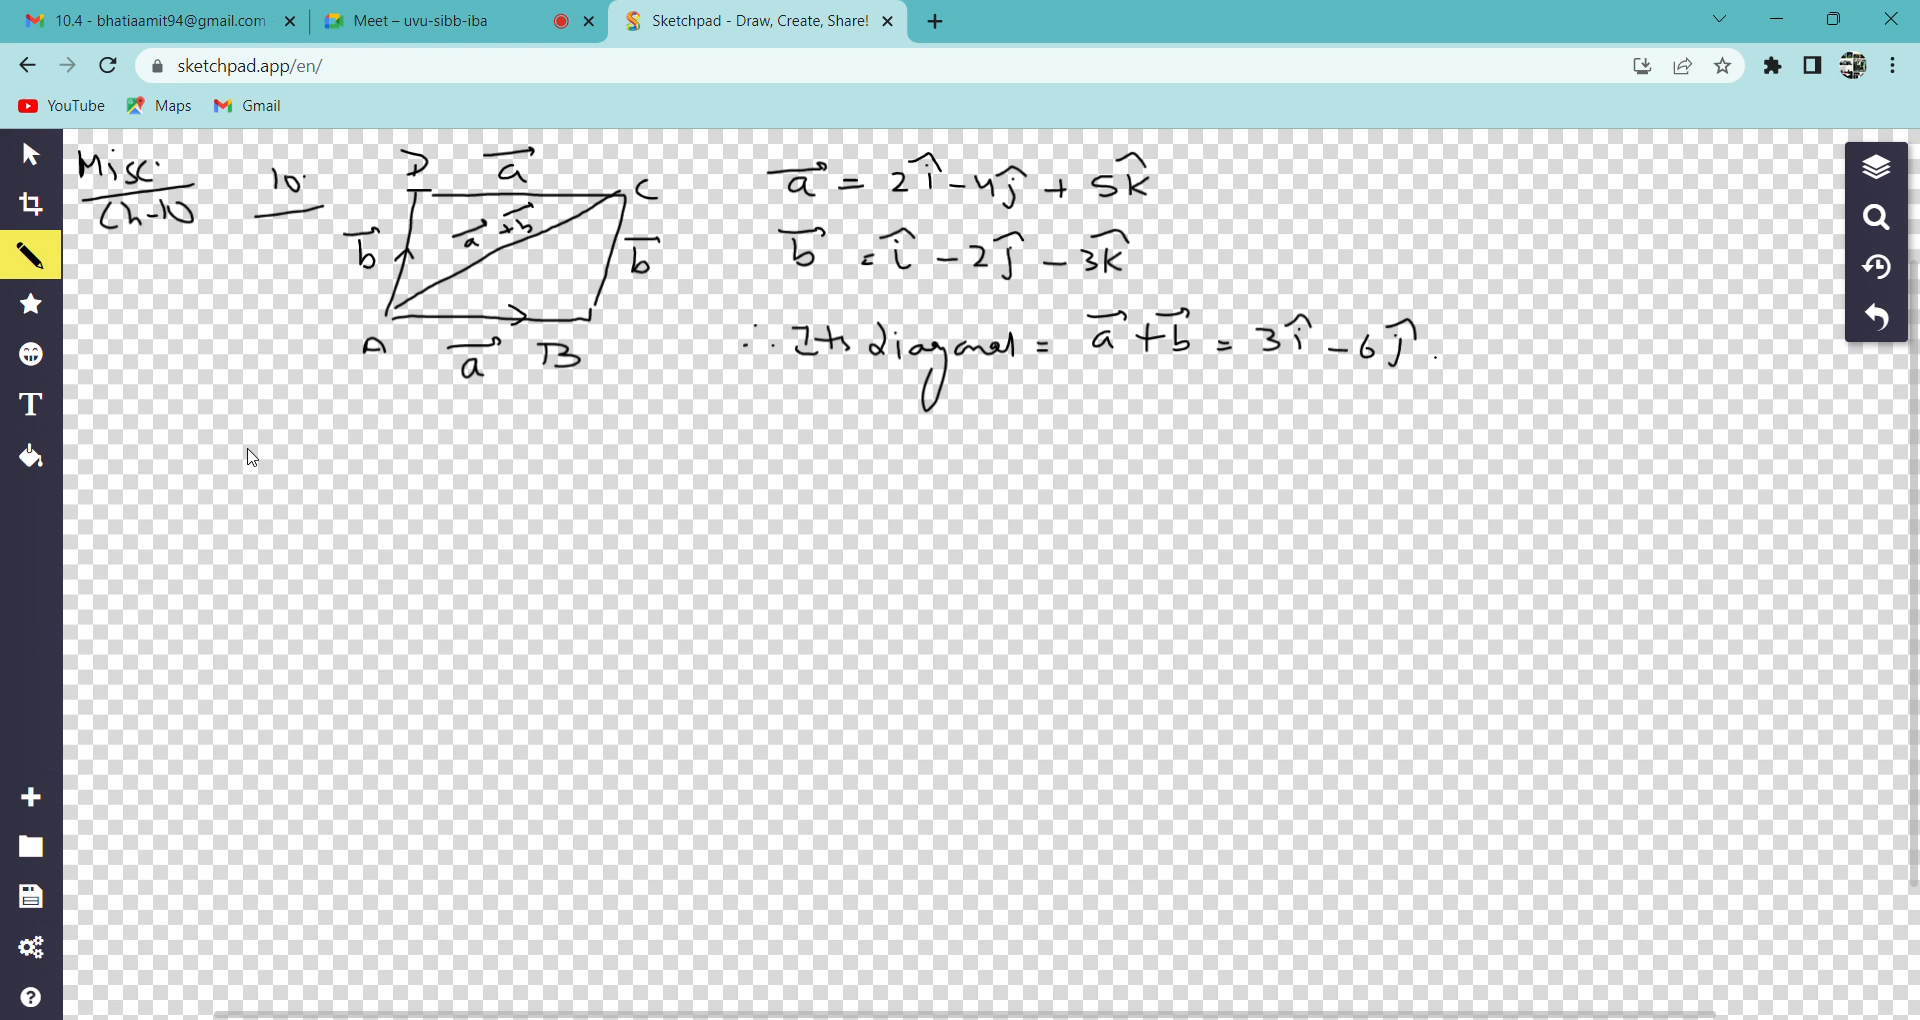 10.4 - bhatiaamit94@gmail.com
Meet – uvu-sibb-iba
Sketchpad - Draw, Create, Share!
sketchpad.app/en/
YouTube Maps Gmail
Misc.
Ch-10
10.
D a⃗ C
a⃗ + b⃗
b⃗ b⃗
A a⃗ B
a⃗ = 2î - 4ĵ + 5k̂
b⃗ = î - 2ĵ - 3k̂
∴ Its diagonal = a⃗ + b⃗ = 3î - 6ĵ.
T